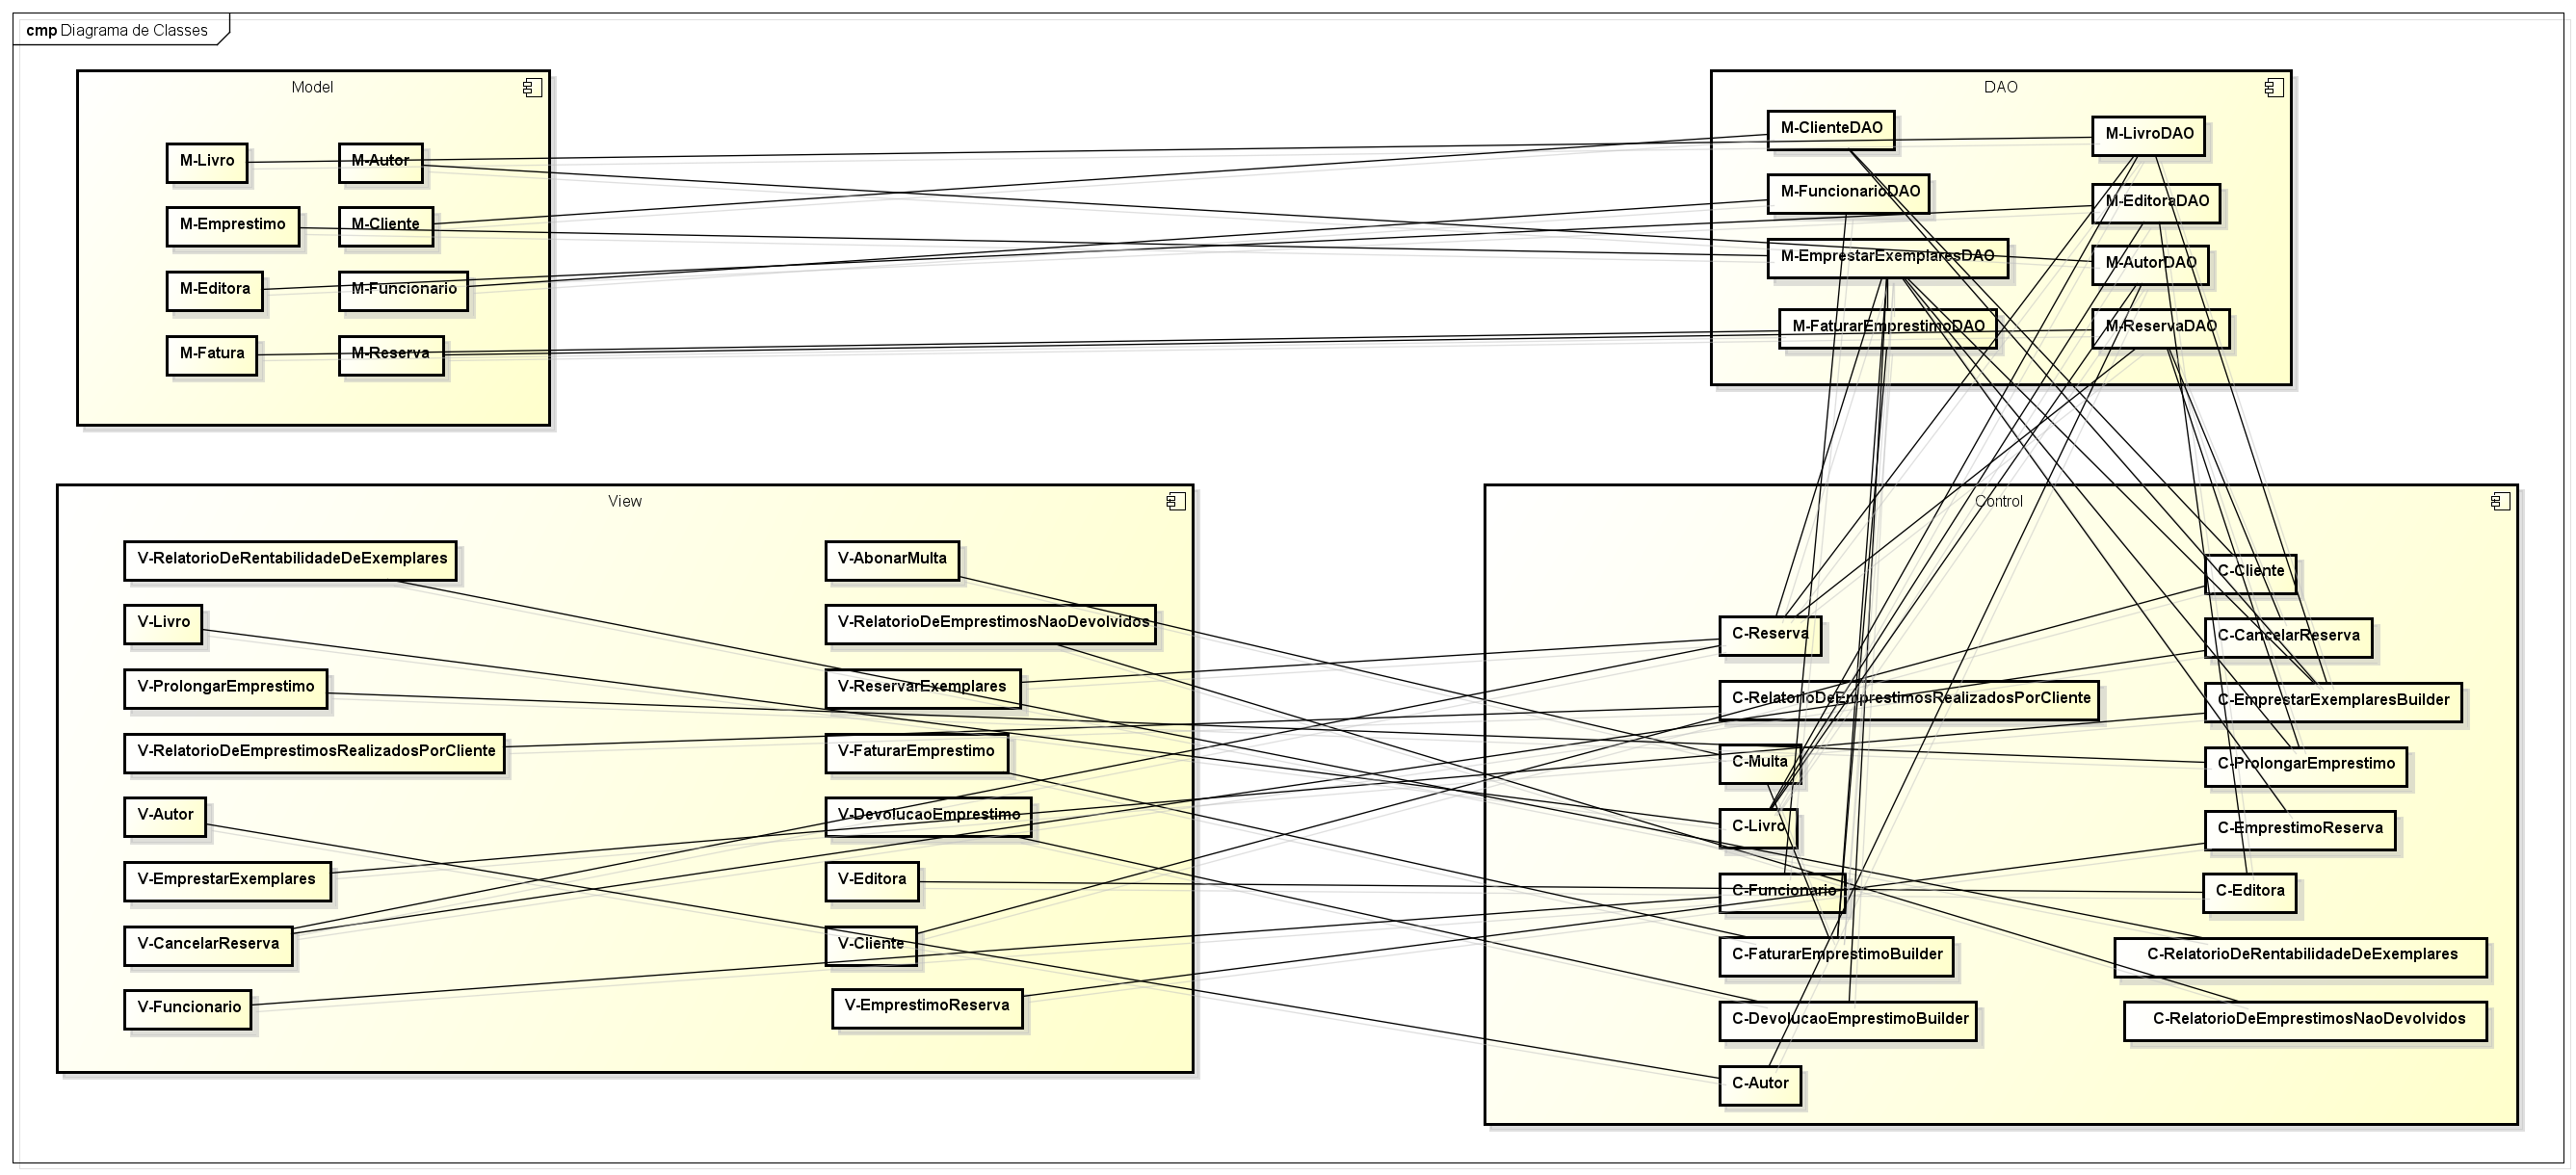 cmp Diagrama de Classes
Model
M-Livro
M-Autor
M-Emprestimo
M-Cliente
M-Editora
M-Funcionario
M-Fatura
M-Reserva
DAO
M-ClienteDAO
M-LivroDAO
M-FuncionarioDAO
M-EditoraDAO
M-EmprestarExemplaresDAO
M-AutorDAO
M-FaturarEmprestimoDAO
M-ReservaDAO
View
V-RelatorioDeRentabilidadeDeExemplares
V-AbonarMulta
V-Livro
V-RelatorioDeEmprestimosNaoDevolvidos
V-ProlongarEmprestimo
V-ReservarExemplares
V-RelatorioDeEmprestimosRealizadosPorCliente
V-FaturarEmprestimo
V-Autor
V-DevolucaoEmprestimo
V-EmprestarExemplares
V-Editora
V-CancelarReserva
V-Cliente
V-Funcionario
V-EmprestimoReserva
Control
C-Cliente
C-Reserva
C-CancelarReserva
C-RelatorioDeEmprestimosRealizadosPorCliente
C-EmprestarExemplaresBuilder
C-Multa
C-ProlongarEmprestimo
C-Livro
C-EmprestimoReserva
C-Funcionario
C-Editora
C-FaturarEmprestimoBuilder
C-RelatorioDeRentabilidadeDeExemplares
C-DevolucaoEmprestimoBuilder
C-RelatorioDeEmprestimosNaoDevolvidos
C-Autor